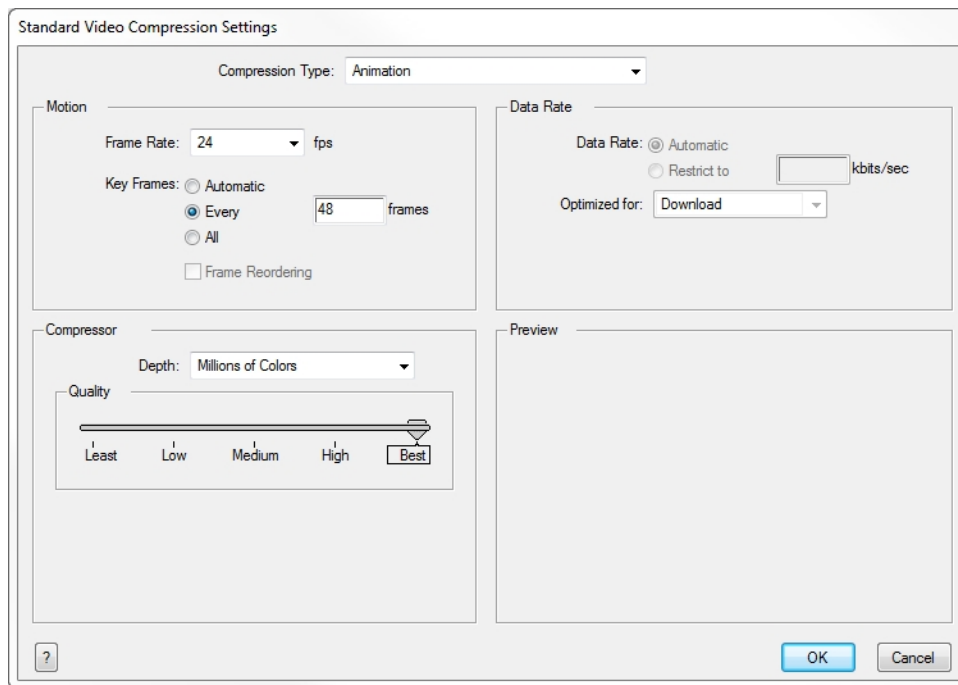 Standard Video Compression Settings
Compression Type: Animation
Motion
Frame Rate: 24 fps
Key Frames: Automatic
Every 48 frames
All
Frame Reordering
Data Rate
Data Rate: Automatic
Restrict to kbits/sec
Optimized for: Download
Compressor
Depth: Millions of Colors
Quality
Least Low Medium High Best
Preview
? OK Cancel